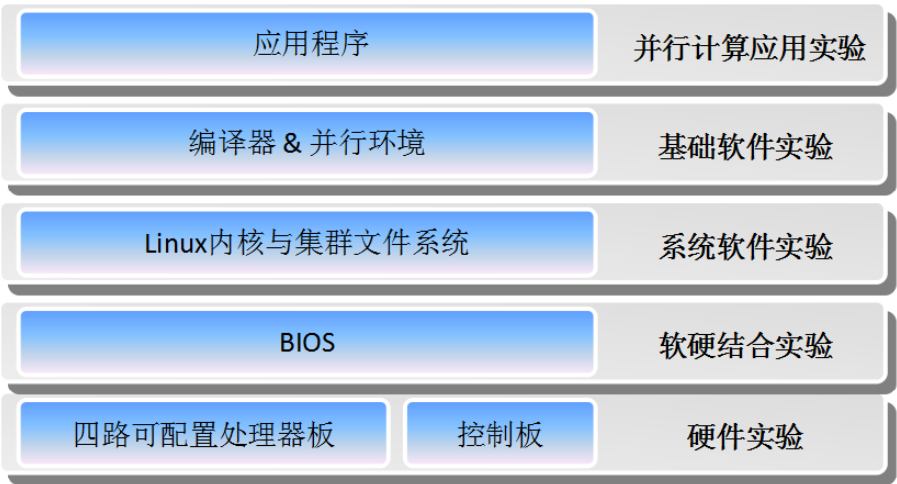 应用程序 并行计算应用实验
编译器 & 并行环境 基础软件实验
Linux内核与集群文件系统 系统软件实验
BIOS 软硬结合实验
四路可配置处理器板 控制板 硬件实验